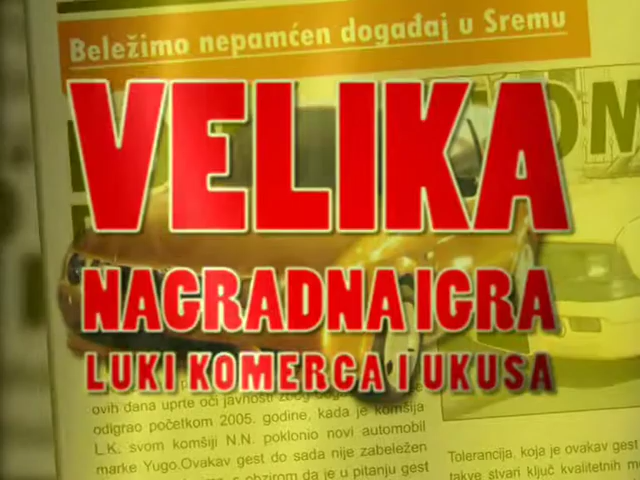 Beležimo nepamćen događaj u Sremu
VELIKA
NAGRADNA IGRA
LUKI KOMERCA I UKUSA
ovih dana uprte oči javnosti zbog
odigrao početkom 2005. godine, kada je komšija
L.K. svom komšiji N.N. poklonio novi automobil
marke Yugo.Ovakav gest do sada nije zabeležen
obzirom da je u pitanju gest
Tolerancija, koja je ovakav gest
takve stvari ključ kvalitetnih